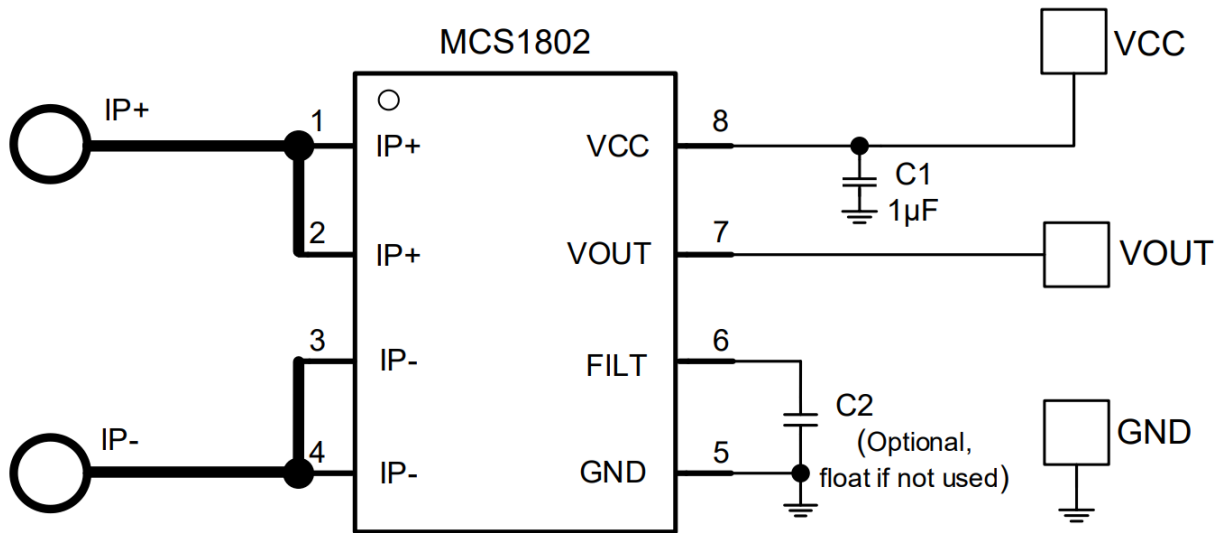 MCS1802
VCC
IP+
1
IP+
VCC
8
C1
1µF
2
IP+
VOUT
7
VOUT
3
IP-
FILT
6
C2
(Optional,
float if not used)
GND
IP-
4
IP-
GND
5